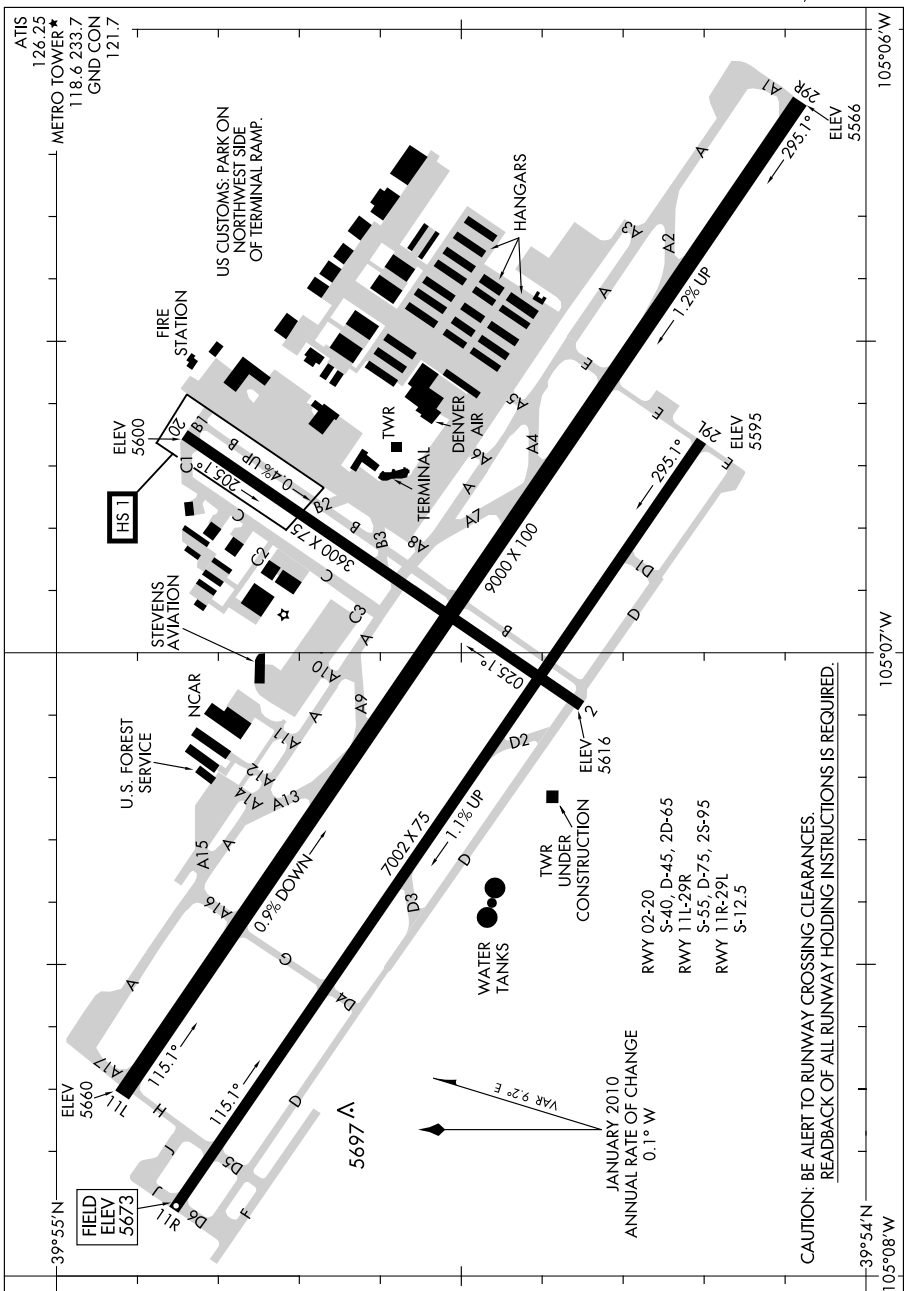 ATIS
126.25
METRO TOWER★
118.6 233.7
GND CON
121.7
39°55'N
105°06'W
US CUSTOMS: PARK ON
NORTHWEST SIDE
OF TERMINAL RAMP.
FIRE
STATION
HS 1
ELEV
5600
20
B1
C1
B
205.1°
0.4% UP
C
B2
C2
3600 X 75
B
B3
C
C3
TWR
TERMINAL
DENVER
AIR
HANGARS
STEVENS
AVIATION
NCAR
U.S. FOREST
SERVICE
A1
29R
295.1°
ELEV
5566
A
A3
A2
A
1.2% UP
E
E
A5
A4
A6
A
A7
A8
9000 X 100
29L
ELEV
5595
295.1°
E
D1
D
B
A
A10
A9
A
A11
A12
A14
A13
A15
A
A16
0.9% DOWN
025.1°
2
ELEV
5616
105°07'W
D2
7002 X 75
1.1% UP
D
D3
TWR
UNDER
CONSTRUCTION
WATER
TANKS
G
D4
A
A17
11L
ELEV
5660
115.1°
H
J
J
115.1°
D
D5
D6
F
11R
FIELD
ELEV
5673
5697
VAR 9.2° E
JANUARY 2010
ANNUAL RATE OF CHANGE
0.1° W
RWY 02-20
S-40, D-45, 2D-65
RWY 11L-29R
S-55, D-75, 2S-95
RWY 11R-29L
S-12.5
CAUTION: BE ALERT TO RUNWAY CROSSING CLEARANCES.
READBACK OF ALL RUNWAY HOLDING INSTRUCTIONS IS REQUIRED.
39°54'N
105°08'W